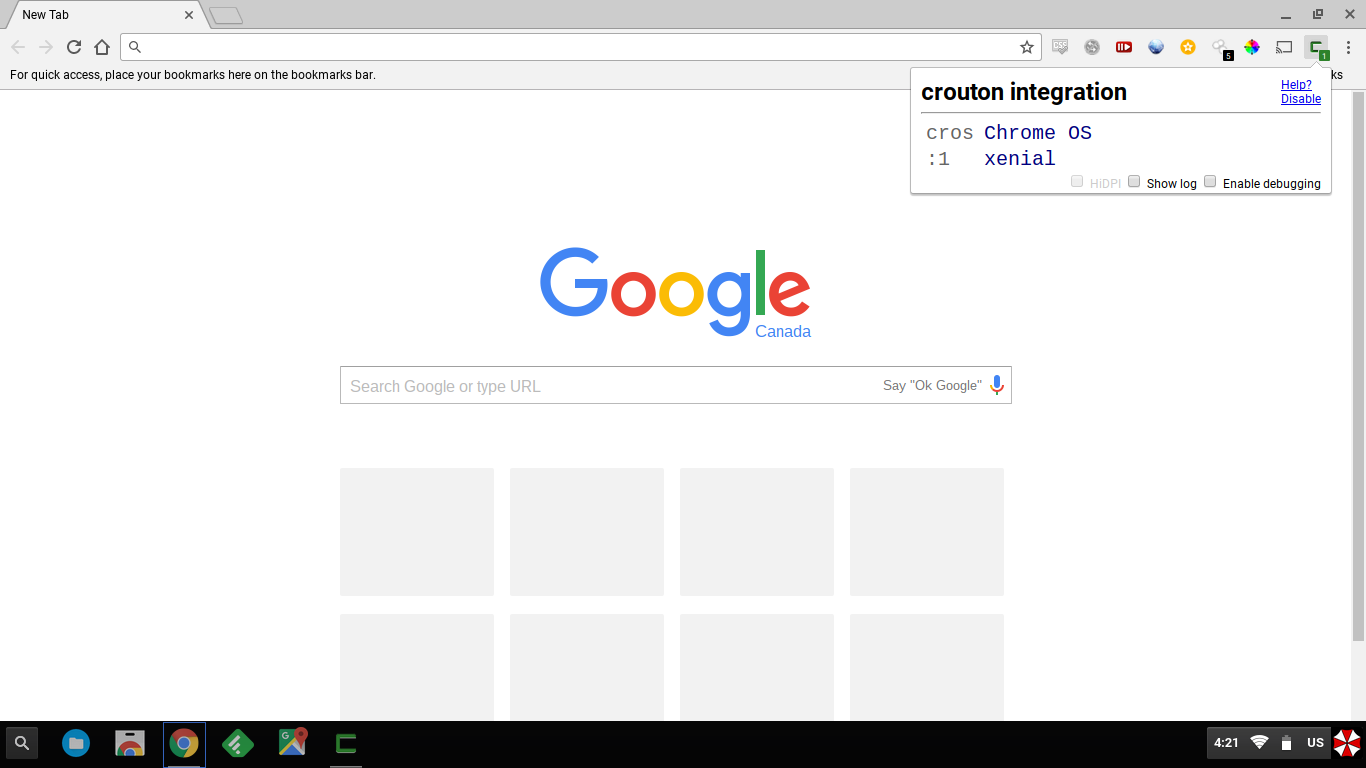 New Tab
For quick access, place your bookmarks here on the bookmarks bar.
ks
5
1
crouton integration
Help?
Disable
cros Chrome OS
:1 xenial
HiDPI Show log Enable debugging
Google
Canada
Search Google or type URL Say "Ok Google"
G
4:21 US